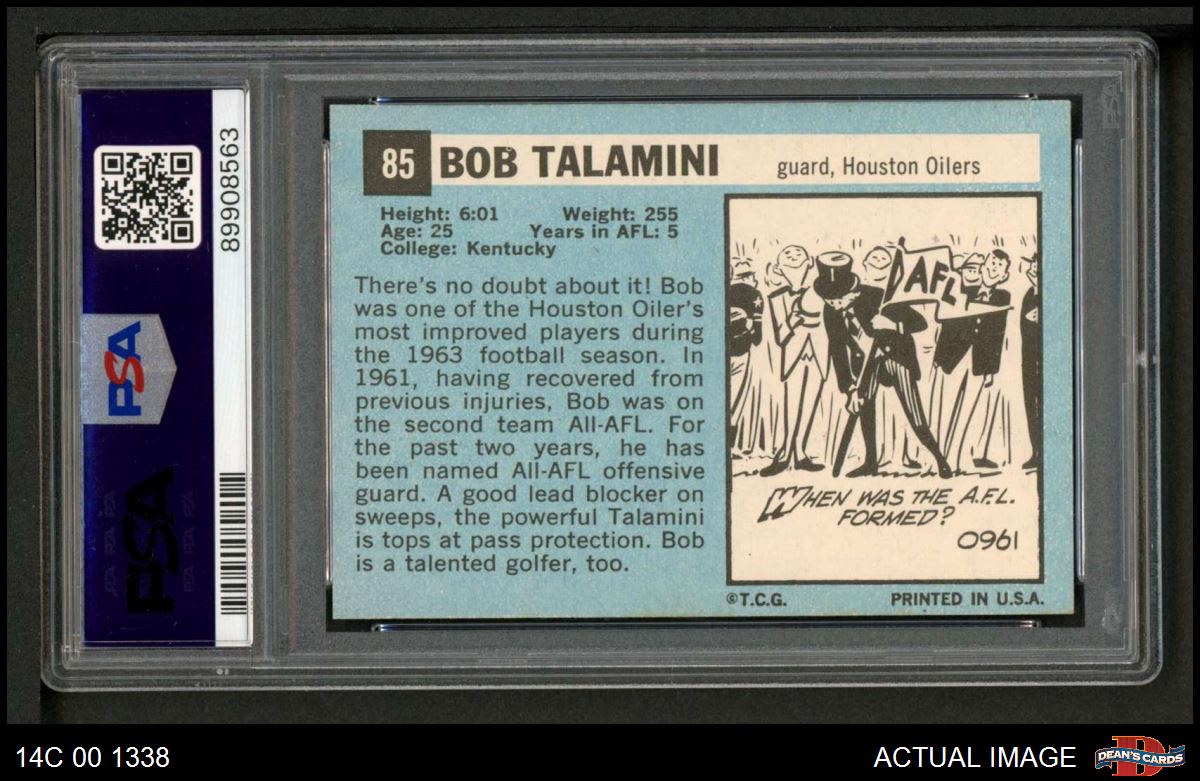 89908563
PSA
PSA
85 BOB TALAMINI guard, Houston Oilers
Height: 6:01 Weight: 255
Age: 25 Years in AFL: 5
College: Kentucky
There's no doubt about it! Bob
was one of the Houston Oiler's
most improved players during
the 1963 football season. In
1961, having recovered from
previous injuries, Bob was on
the second team All-AFL. For
the past two years, he has
been named All-AFL offensive
guard. A good lead blocker on
sweeps, the powerful Talamini
is tops at pass protection. Bob
is a talented golfer, too.
AFL
WHEN WAS THE A.F.L.
FORMED?
1960
©T.C.G. PRINTED IN U.S.A.
14C 00 1338 ACTUAL IMAGE
D
DEAN'S CARDS